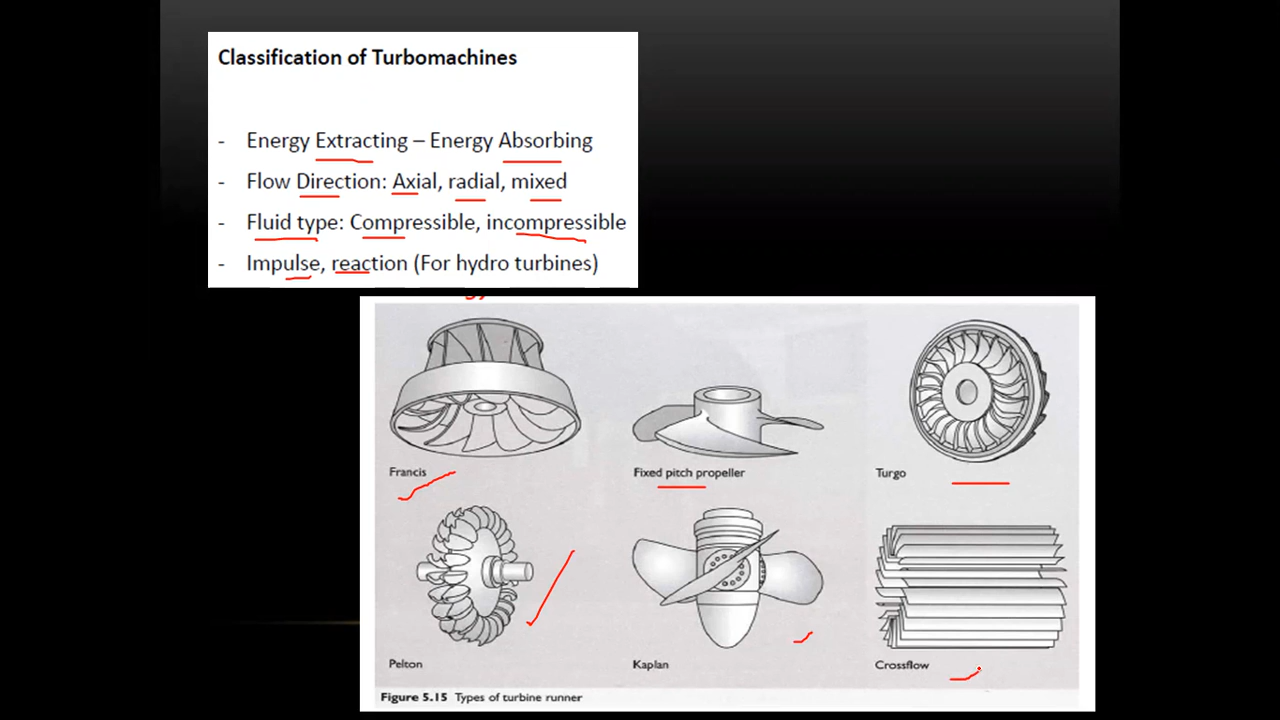 Classification of Turbomachines
- Energy Extracting – Energy Absorbing
- Flow Direction: Axial, radial, mixed
- Fluid type: Compressible, incompressible
- Impulse, reaction (For hydro turbines)
Francis
Fixed pitch propeller
Turgo
Pelton
Kaplan
Crossflow
Figure 5.15 Types of turbine runner